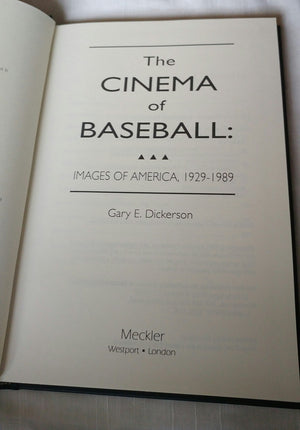 The
CINEMA
of
BASEBALL:
▲▲▲
IMAGES OF AMERICA, 1929-1989
Gary E. Dickerson
Meckler
Westport • London